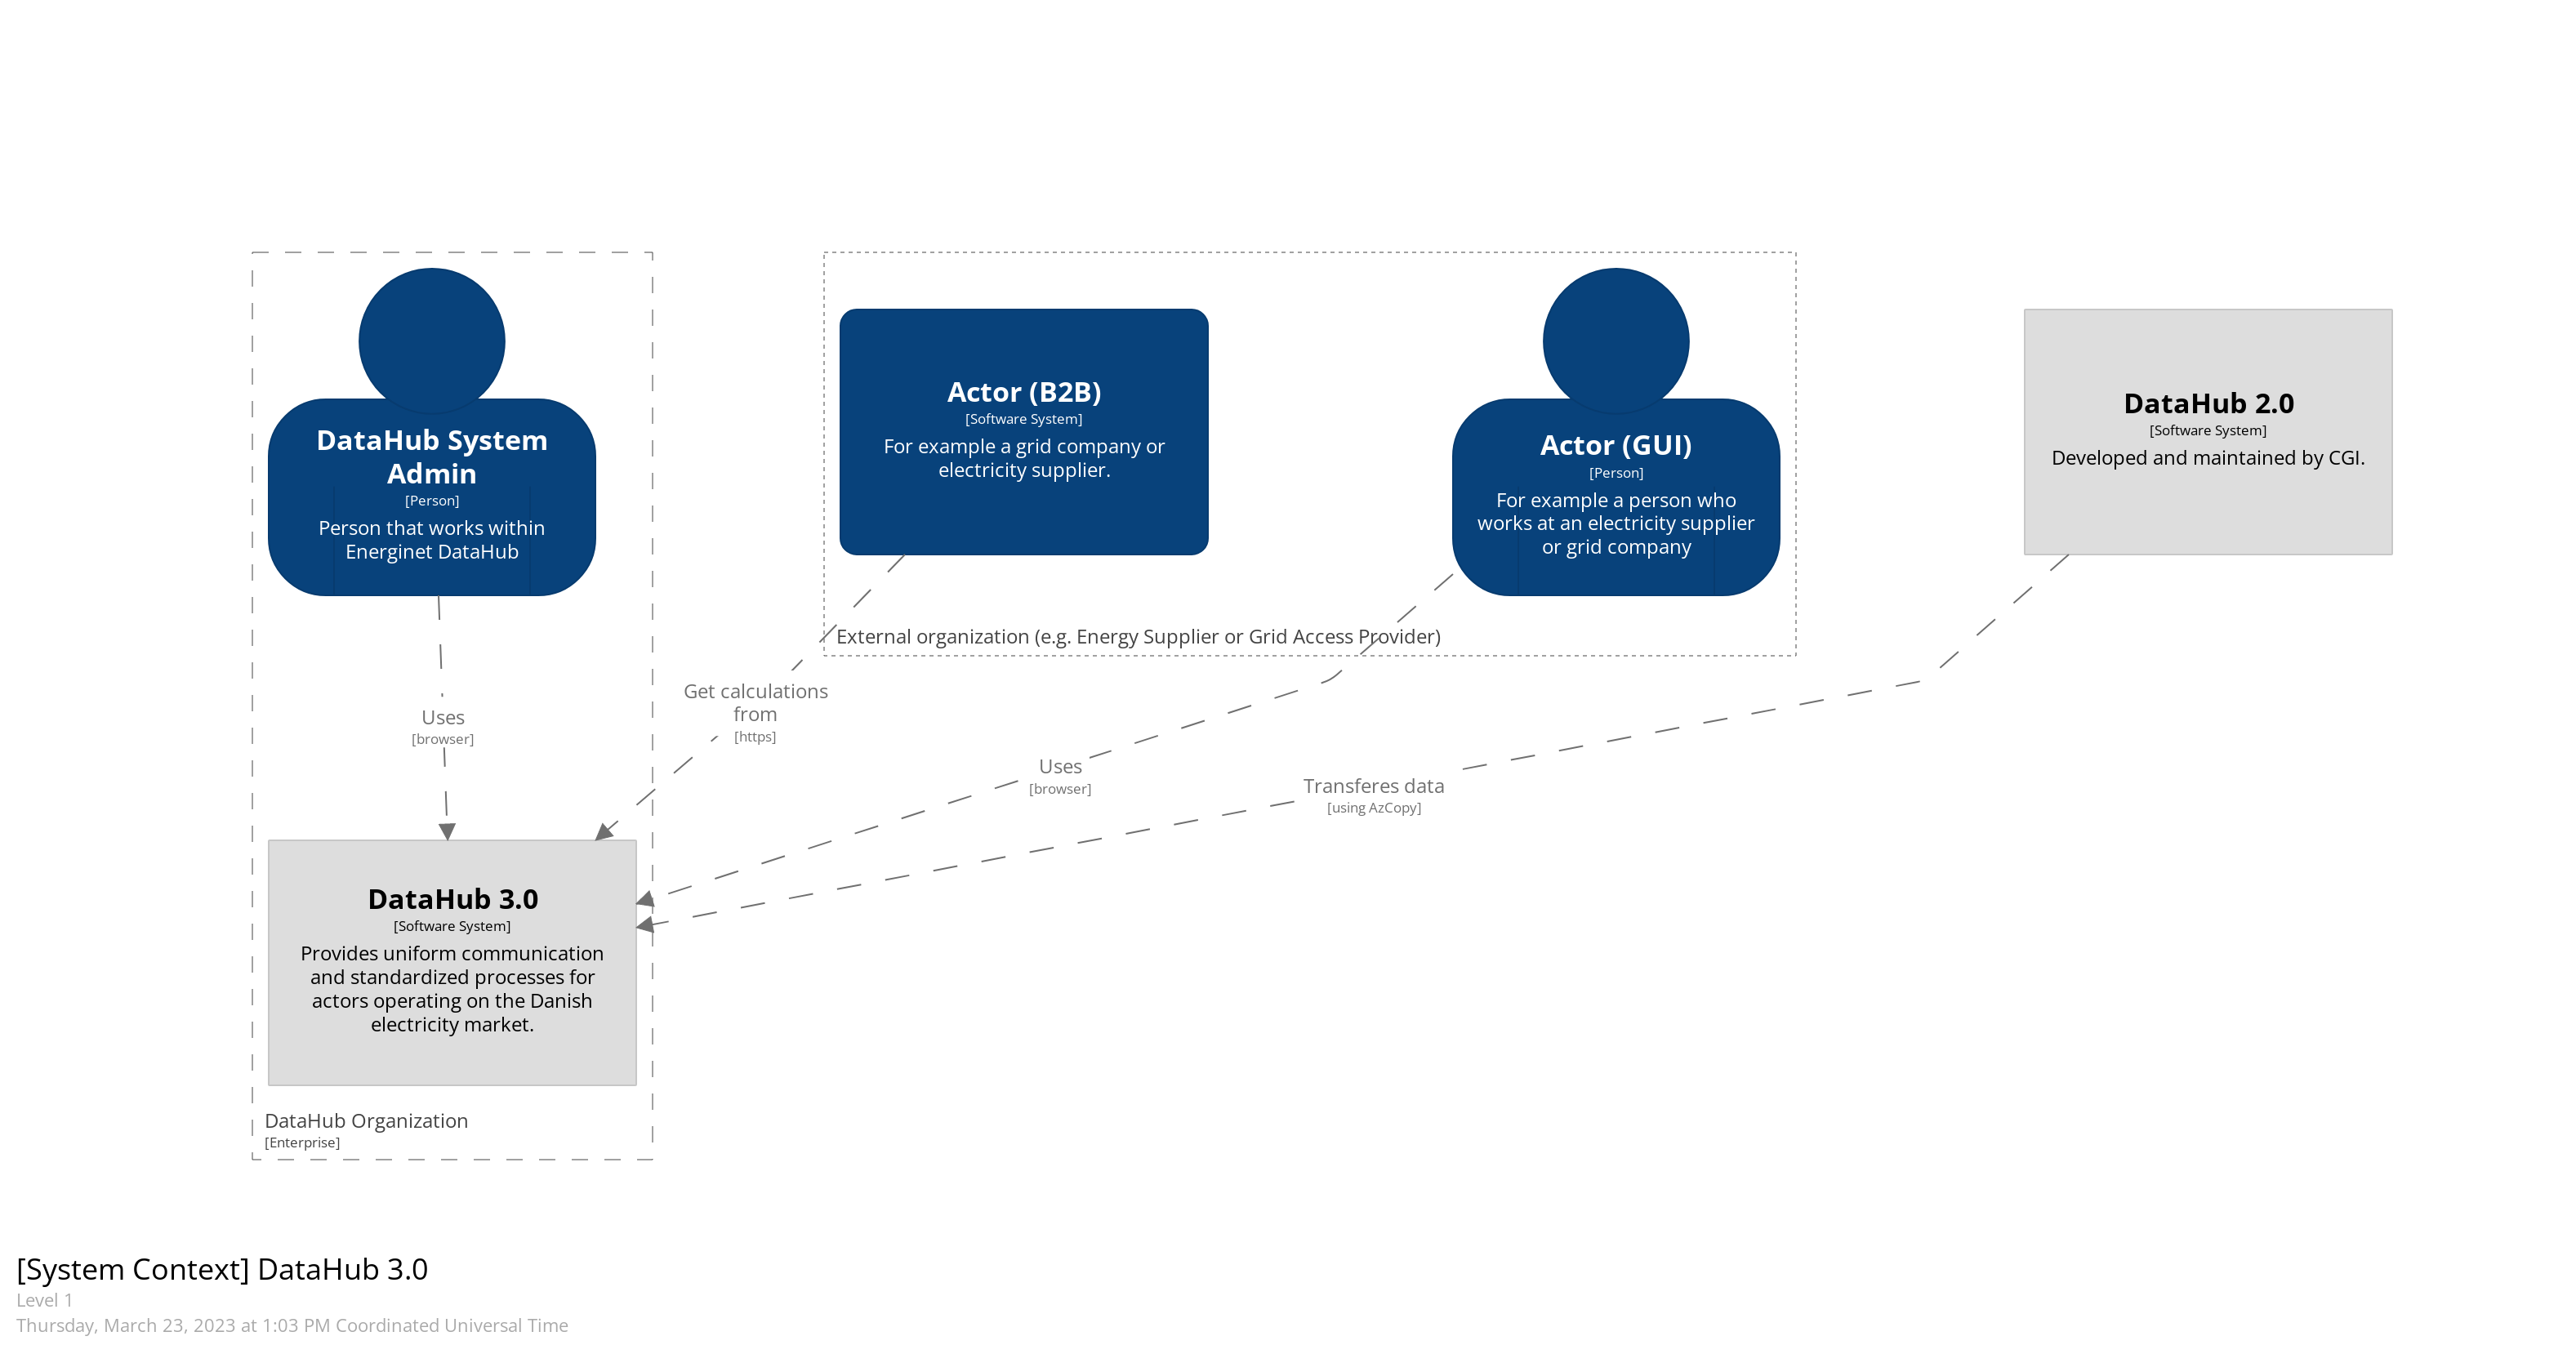 DataHub System
Admin
[Person]
Person that works within
Energinet DataHub
Actor (B2B)
[Software System]
For example a grid company or
electricity supplier.
Actor (GUI)
[Person]
For example a person who
works at an electricity supplier
or grid company
DataHub 2.0
[Software System]
Developed and maintained by CGI.
External organization (e.g. Energy Supplier or Grid Access Provider)
Uses
[browser]
Get calculations
from
[https]
Uses
[browser]
Transferes data
[using AzCopy]
DataHub 3.0
[Software System]
Provides uniform communication
and standardized processes for
actors operating on the Danish
electricity market.
DataHub Organization
[Enterprise]
[System Context] DataHub 3.0
Level 1
Thursday, March 23, 2023 at 1:03 PM Coordinated Universal Time